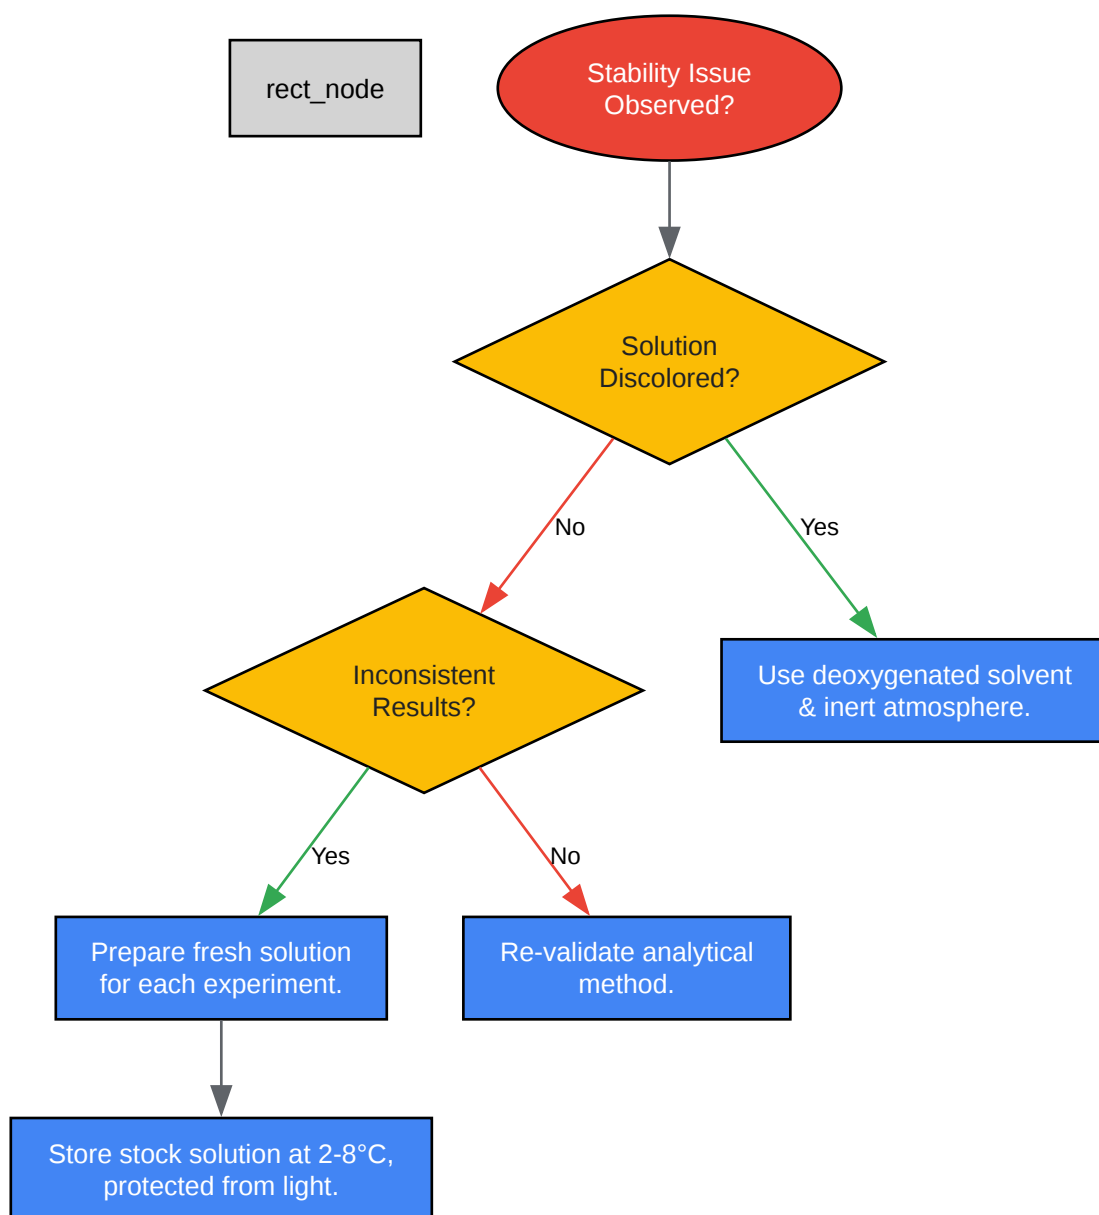 rect_node
Stability Issue
Observed?
Solution
Discolored?
No
Yes
Inconsistent
Results?
Use deoxygenated solvent
& inert atmosphere.
Yes
No
Prepare fresh solution
for each experiment.
Re-validate analytical
method.
Store stock solution at 2-8°C,
protected from light.